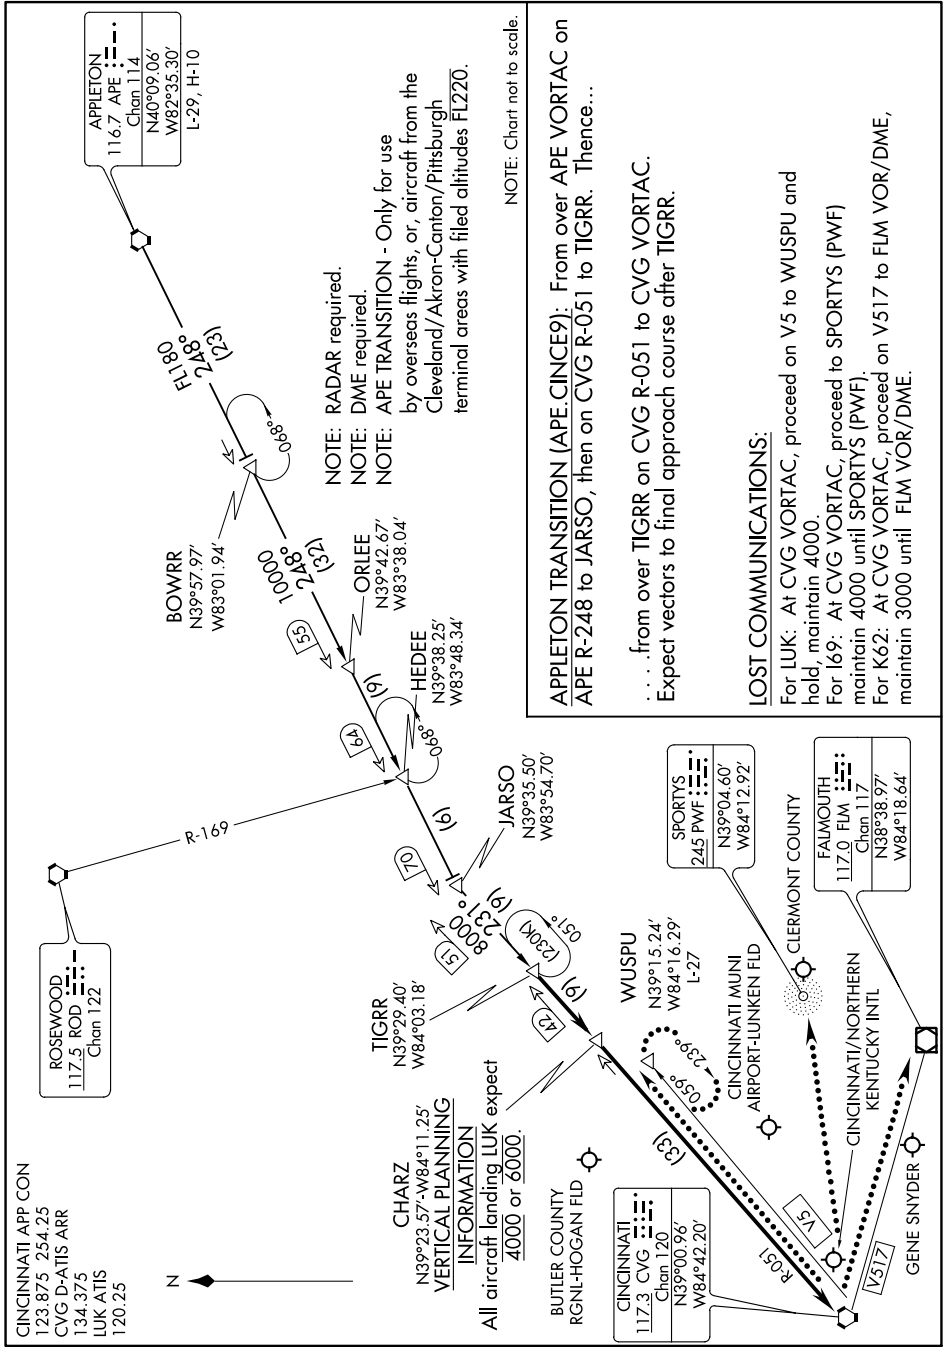 CINCINNATI APP CON
123.875 254.25
CVG D-ATIS ARR
134.375
LUK ATIS
120.25
N
ROSEWOOD
117.5 ROD
Chan 122
R-169
APPLETON
116.7 APE
Chan 114
N40°09.06′
W82°35.30′
L-29, H-10
FL180
248°
(23)
068°
BOWRR
N39°57.97′
W83°01.94′
10000
248°
(32)
55
ORLEE
N39°42.67′
W83°38.04′
(9)
64
HEDEE
N39°38.25′
W83°48.34′
068°
(6)
70
JARSO
N39°35.50′
W83°54.70′
51
8000
231°
(9)
(230K)
051°
TIGRR
N39°29.40′
W84°03.18′
42
(9)
CHARZ
N39°23.57′-W84°11.25′
VERTICAL PLANNING
INFORMATION
All aircraft landing LUK expect
4000 or 6000.
WUSPU
N39°15.24′
W84°16.29′
L-27
059°
239°
(33)
R-051
V5
V517
BUTLER COUNTY
RGNL-HOGAN FLD
CINCINNATI MUNI
AIRPORT-LUNKEN FLD
CINCINNATI
117.3 CVG
Chan 120
N39°00.96′
W84°42.20′
SPORTYS
245 PWF
N39°04.60′
W84°12.92′
CLERMONT COUNTY
CINCINNATI/NORTHERN
KENTUCKY INTL
FALMOUTH
117.0 FLM
Chan 117
N38°38.97′
W84°18.64′
GENE SNYDER
NOTE: RADAR required.
NOTE: DME required.
NOTE: APE TRANSITION - Only for use
by overseas flights, or, aircraft from the
Cleveland/Akron-Canton/Pittsburgh
terminal areas with filed altitudes FL220.
NOTE: Chart not to scale.
APPLETON TRANSITION (APE.CINCE9): From over APE VORTAC on
APE R-248 to JARSO, then on CVG R-051 to TIGRR. Thence...
. . . .from over TIGRR on CVG R-051 to CVG VORTAC.
Expect vectors to final approach course after TIGRR.
LOST COMMUNICATIONS:
For LUK: At CVG VORTAC, proceed on V5 to WUSPU and
hold, maintain 4000.
For I69: At CVG VORTAC, proceed to SPORTYS (PWF)
maintain 4000 until SPORTYS (PWF).
For K62: At CVG VORTAC, proceed on V517 to FLM VOR/DME,
maintain 3000 until FLM VOR/DME.